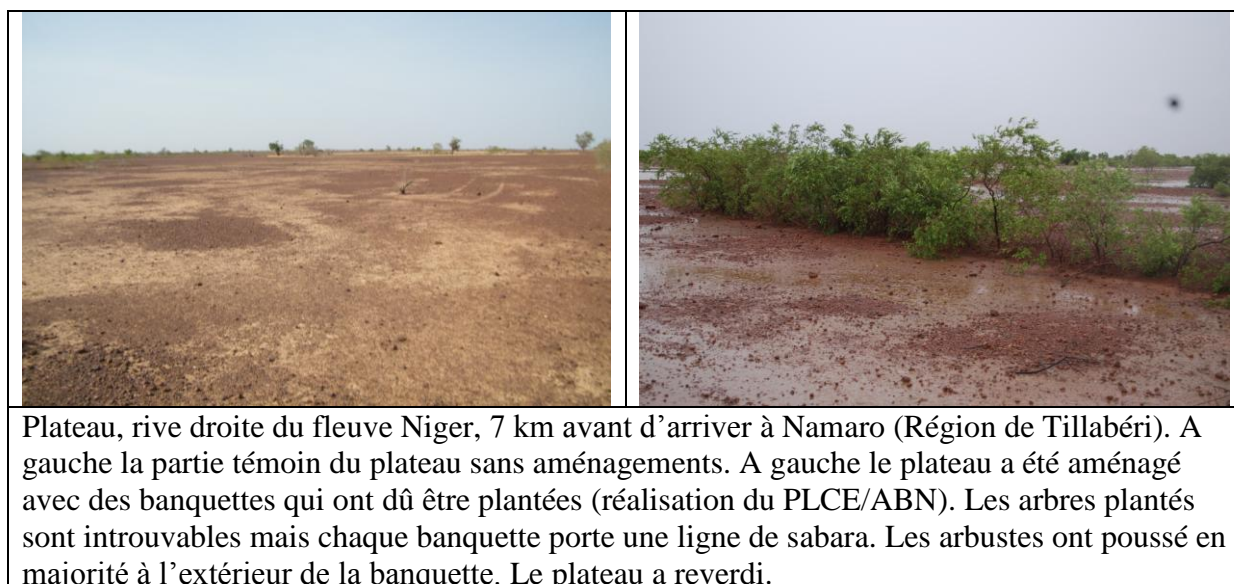 Plateau, rive droite du fleuve Niger, 7 km avant d’arriver à Namaro (Région de Tillabéri). A
gauche la partie témoin du plateau sans aménagements. A gauche le plateau a été aménagé
avec des banquettes qui ont dû être plantées (réalisation du PLCE/ABN). Les arbres plantés
sont introuvables mais chaque banquette porte une ligne de sabara. Les arbustes ont poussé en
majorité à l’extérieur de la banquette. Le plateau a reverdi.